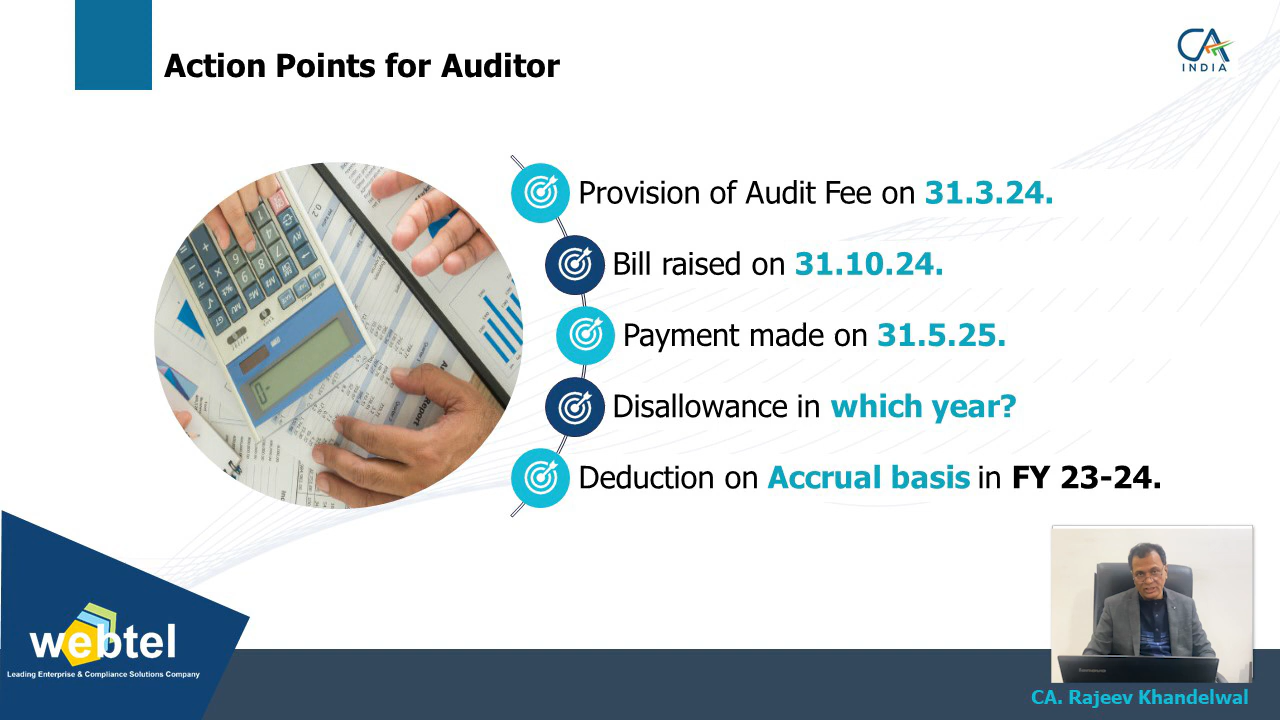 Action Points for Auditor
CA
INDIA
Provision of Audit Fee on 31.3.24.
Bill raised on 31.10.24.
Payment made on 31.5.25.
Disallowance in which year?
Deduction on Accrual basis in FY 23-24.
webtel
Leading Enterprise & Compliance Solutions Company
CA. Rajeev Khandelwal